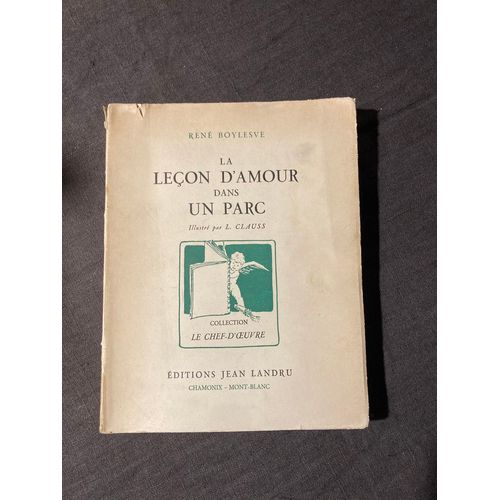 RENÉ BOYLESVE
LA
LEÇON D'AMOUR
DANS
UN PARC
Illustré par L. CLAUSS
COLLECTION
LE CHEF-D'ŒUVRE
ÉDITIONS JEAN LANDRU
CHAMONIX – MONT-BLANC